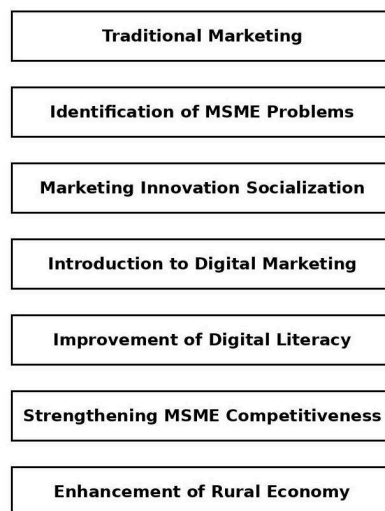 Traditional Marketing
Identification of MSME Problems
Marketing Innovation Socialization
Introduction to Digital Marketing
Improvement of Digital Literacy
Strengthening MSME Competitiveness
Enhancement of Rural Economy